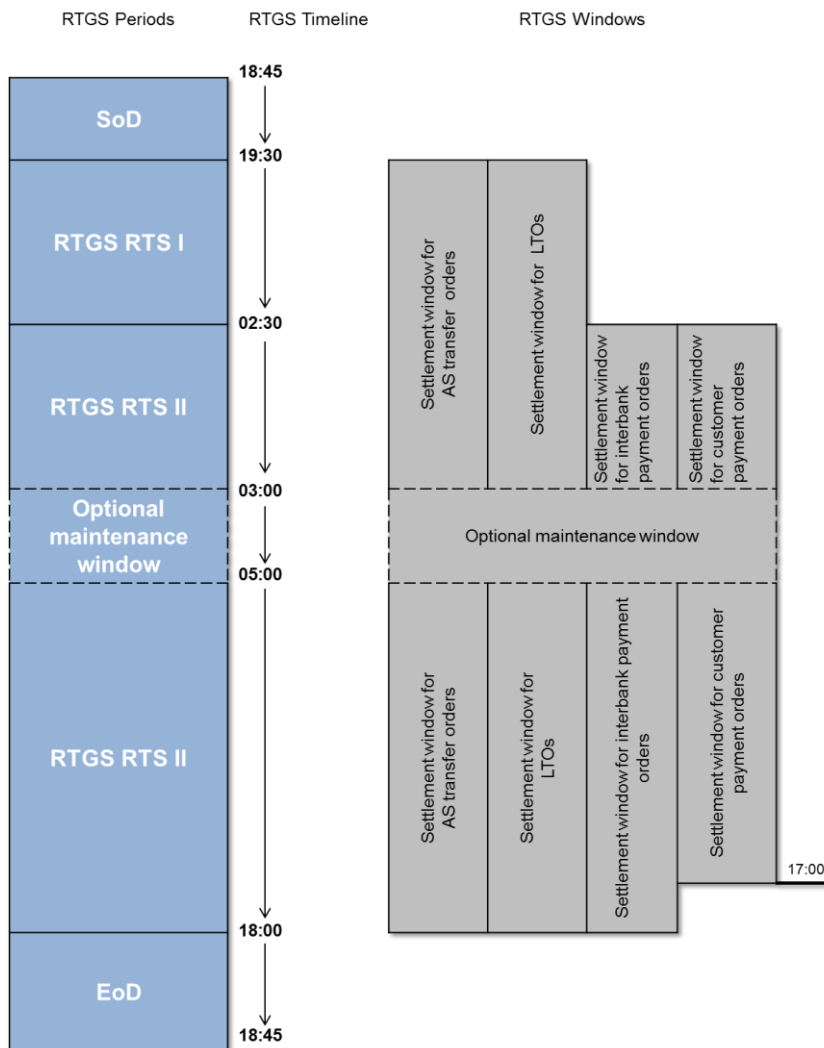 RTGS Periods
RTGS Timeline
RTGS Windows
18:45
SoD
19:30
RTGS RTS I
Settlement window for
AS transfer orders
Settlement window for LTOs
02:30
RTGS RTS II
Settlement window
for interbank
payment orders
Settlement window
for customer
payment orders
03:00
Optional
maintenance
window
Optional maintenance window
05:00
RTGS RTS II
Settlement window for
AS transfer orders
Settlement window for
LTOs
Settlement window for interbank payment
orders
Settlement window for customer
payment orders
17:00
18:00
EoD
18:45